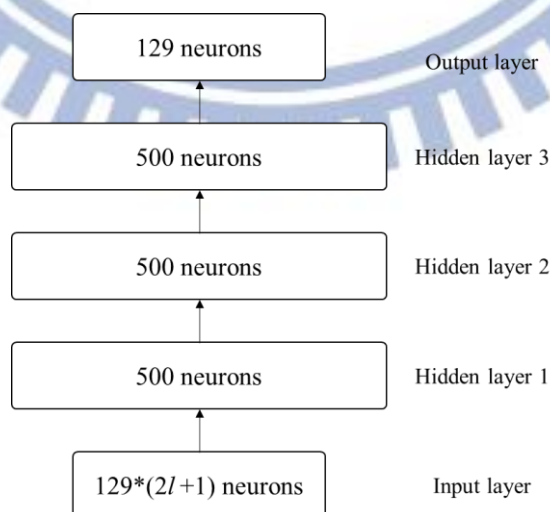 129 neurons
Output layer
500 neurons
Hidden layer 3
500 neurons
Hidden layer 2
500 neurons
Hidden layer 1
129*(2l+1) neurons
Input layer